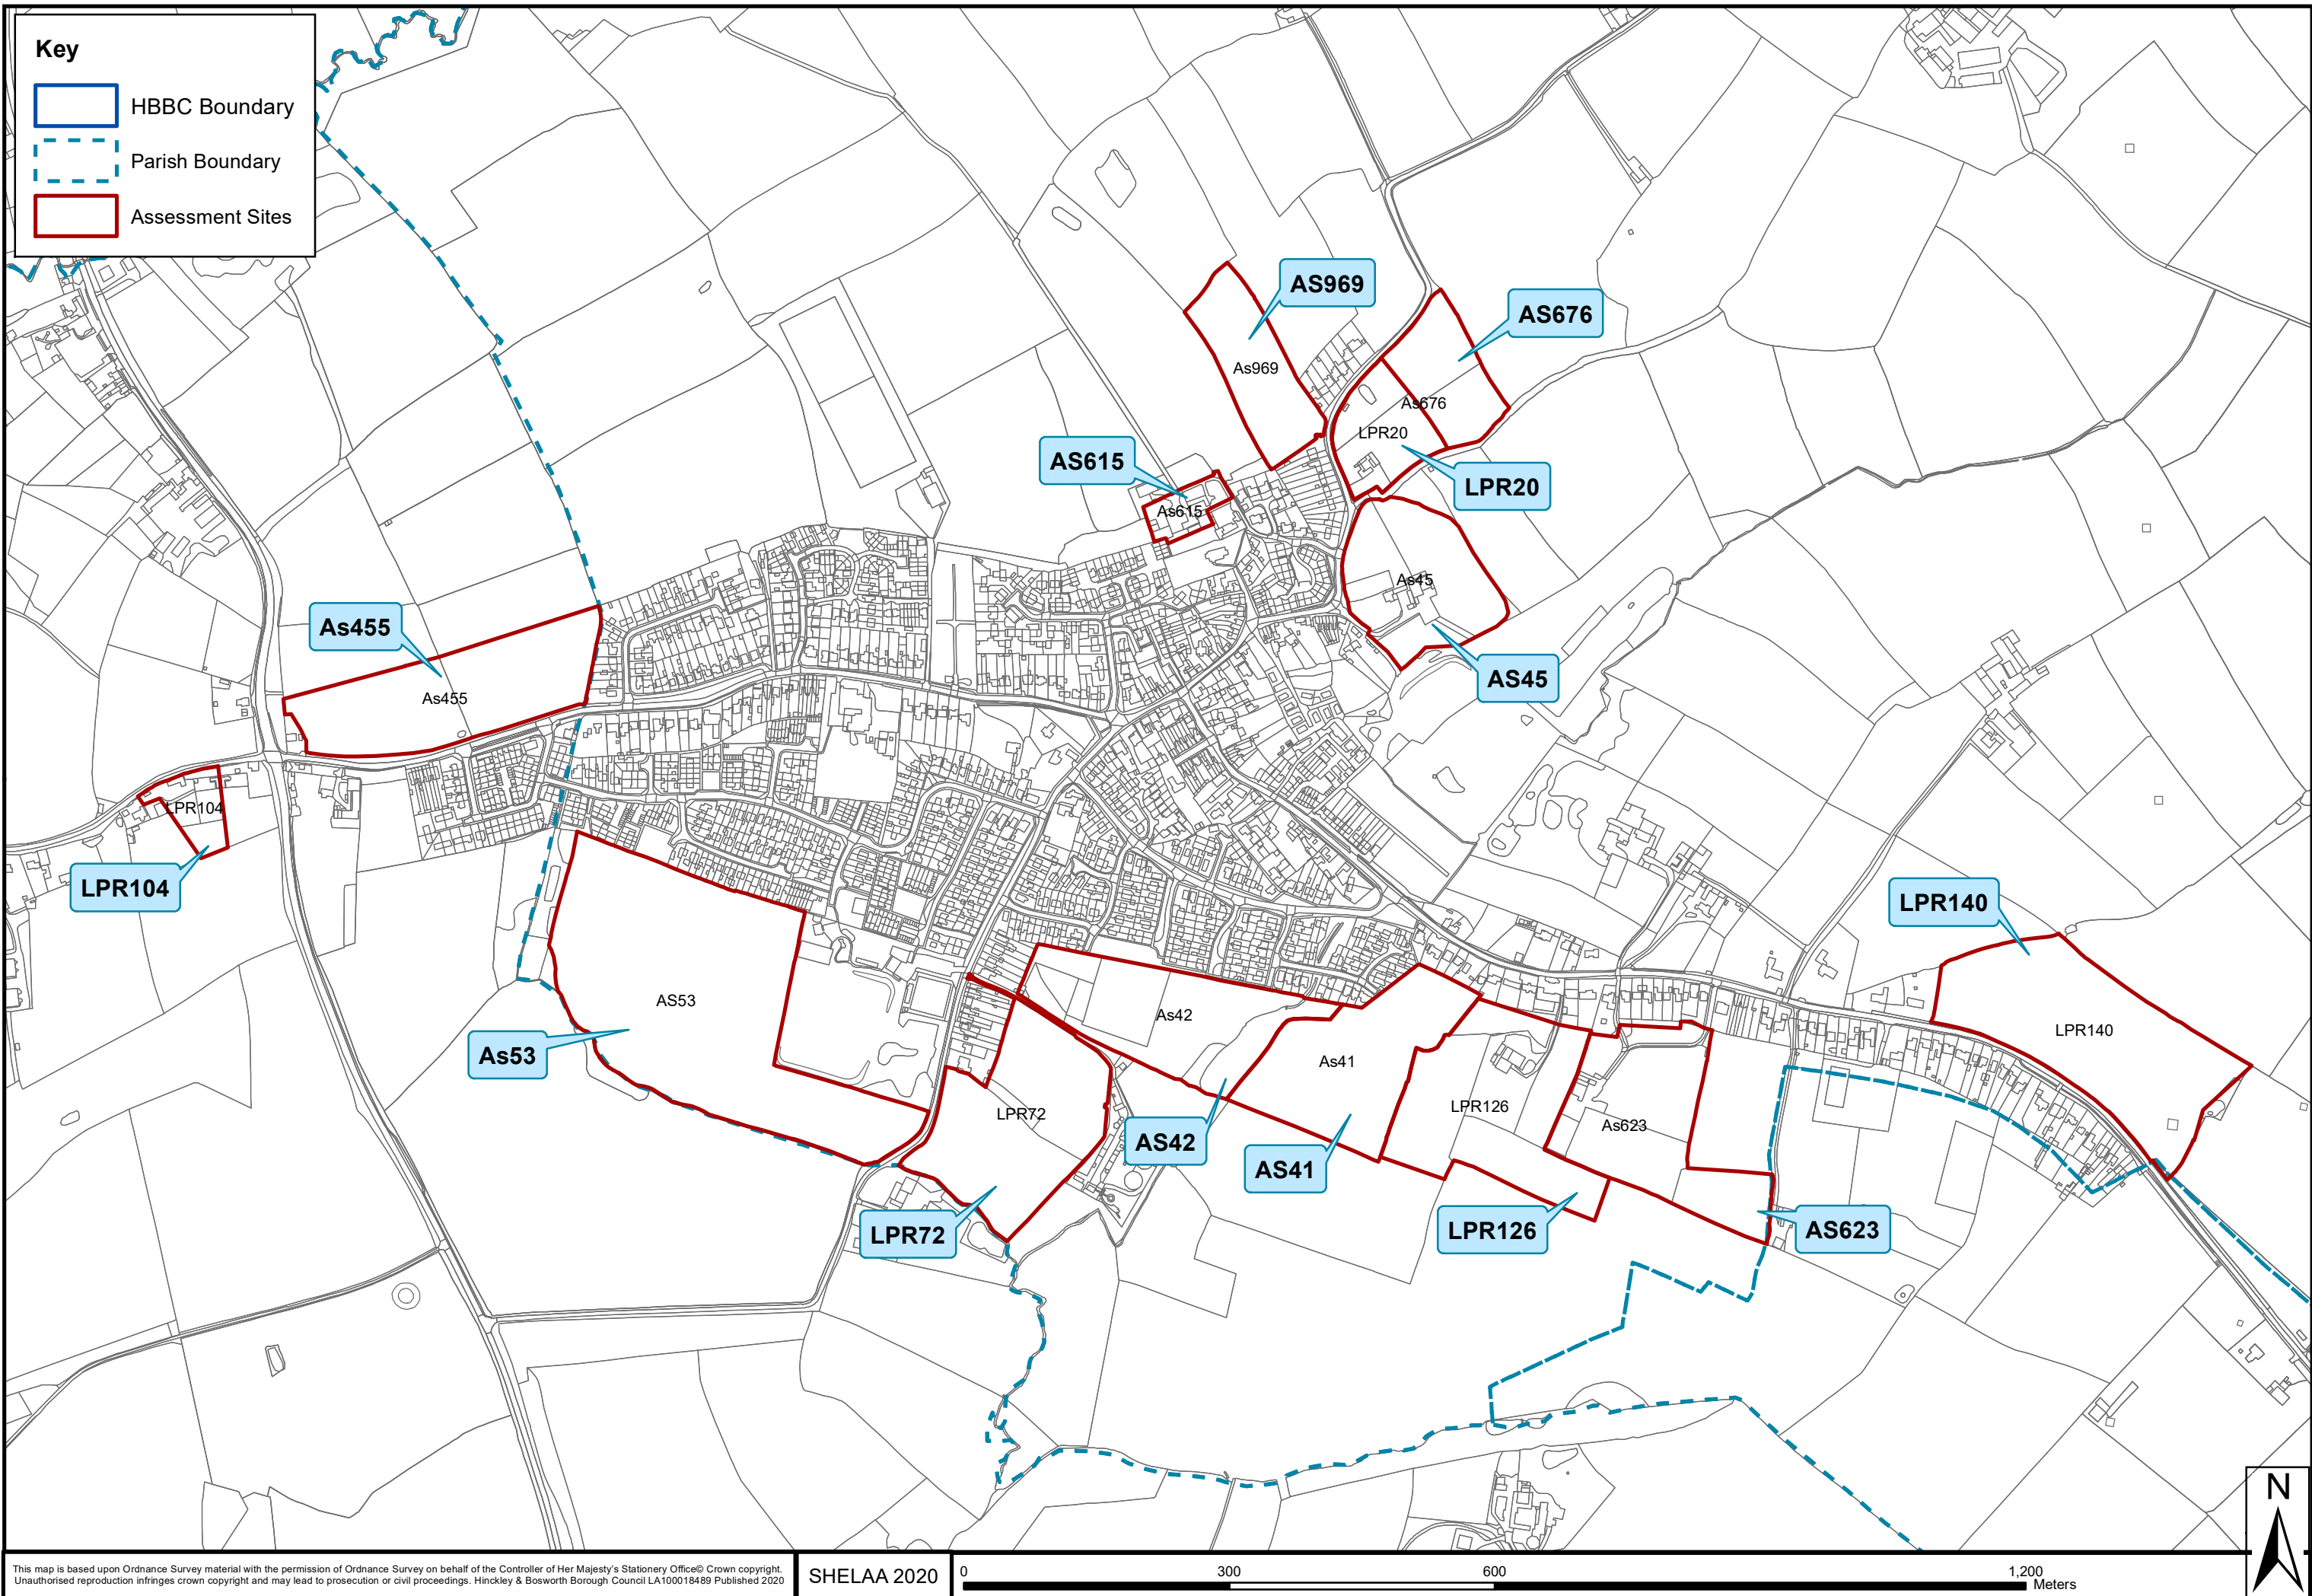 Key
HBBC Boundary
Parish Boundary
Assessment Sites
AS969
AS676
As969
As676
LPR20
AS615
LPR20
As615
As45
As455
AS45
As455
LPR104
LPR104
LPR140
AS53
As42
LPR140
As53
As41
LPR126
LPR72
As623
AS42
AS41
LPR72
LPR126
AS623
N
This map is based upon Ordnance Survey material with the permission of Ordnance Survey on behalf of the Controller of Her Majesty's Stationery Office© Crown copyright.
Unauthorised reproduction infringes crown copyright and may lead to prosecution or civil proceedings. Hinckley & Bosworth Borough Council LA100018489 Published 2020
SHELAA 2020
0 300 600 1,200
Meters